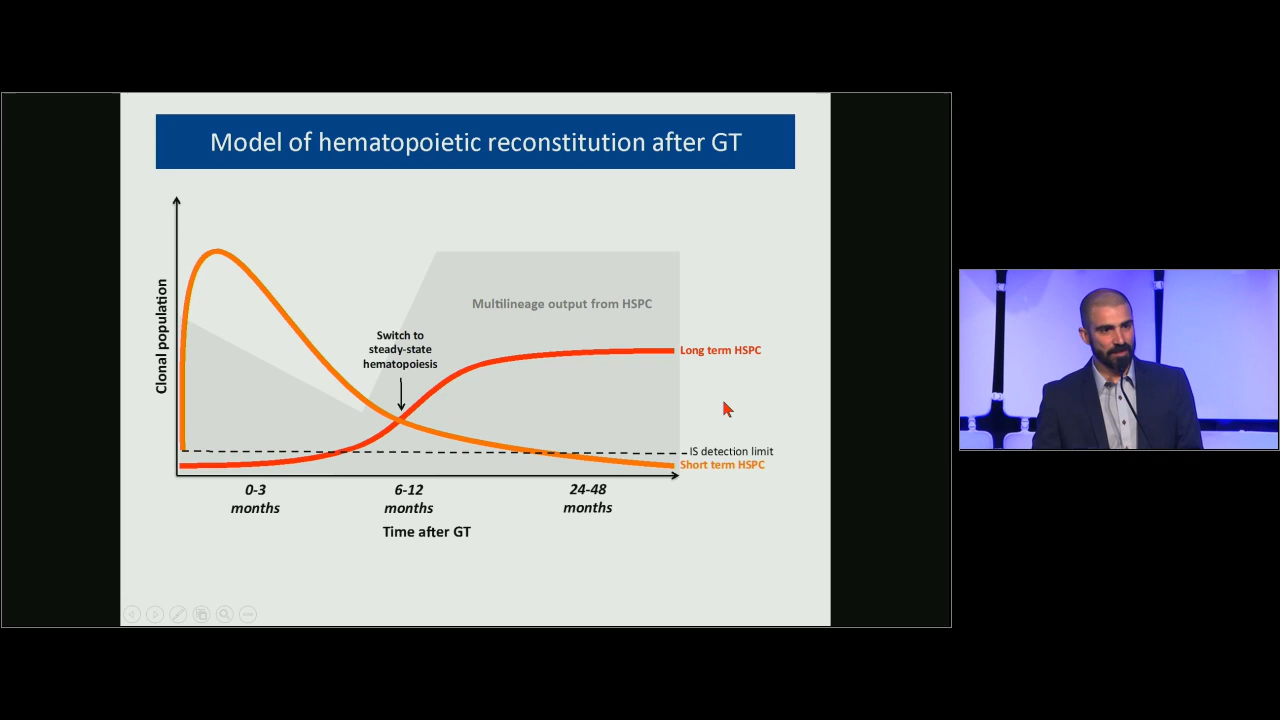 Model of hematopoietic reconstitution after GT
Clonal population
Multilineage output from HSPC
Switch to
steady-state
hematopoiesis
Long term HSPC
IS detection limit
Short term HSPC
0-3
months
6-12
months
24-48
months
Time after GT